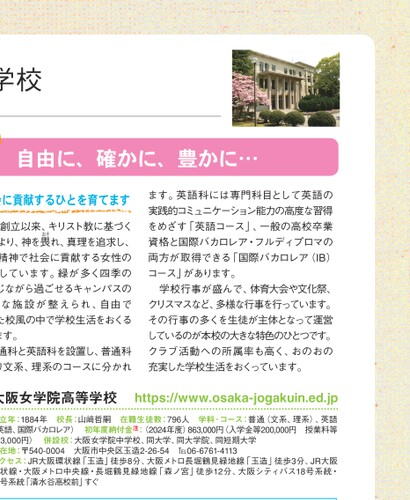 学校
自由に、確かに、豊かに…
に貢献するひとを育てます
創立以来、キリスト教に基づく
より、神を畏れ、真理を追求し、
精神で社会に貢献する女性の
しています。緑が多く四季の
じながら過ごせるキャンパスの
な施設が整えられ、自由で
た校風の中で学校生活をおくる
ます。
通科と英語科を設置し、普通科
り文系、理系のコースに分かれ
ます。英語科には専門科目として英語の
実践的コミュニケーション能力の高度な習得
をめざす「英語コース」、一般の高校卒業
資格と国際バカロレア・フルディプロマの
両方が取得できる「国際バカロレア(IB)
コース」があります。
学校行事が盛んで、体育大会や文化祭、
クリスマスなど、多様な行事を行っています。
その行事の多くを生徒が主体となって運営
しているのが本校の大きな特色のひとつです。
クラブ活動への所属率も高く、おのおの
充実した学校生活をおくっています。
大阪女学院高等学校 https://www.osaka-jogakuin.ed.jp
立年:1884年 校長:山﨑哲嗣 在籍生徒数:796人 学科・コース:普通(文系、理系)、英語
英語、国際バカロレア) 初年度納付金注:(2024年度)863,000円(入学金等200,000円 授業料等
3,000円) 併設校:大阪女学院中学校、同大学、同大学院、同短期大学
在地:〒540-0004 大阪市中央区玉造2-26-54 ℡06-6761-4113
クセス:JR大阪環状線「玉造」徒歩8分、大阪メトロ長堀鶴見緑地線「玉造」徒歩3分、JR大阪
状線・大阪メトロ中央線・長堀鶴見緑地線「森ノ宮」徒歩12分、大阪シティバス18号系統・
号系統「清水谷高校前」すぐ